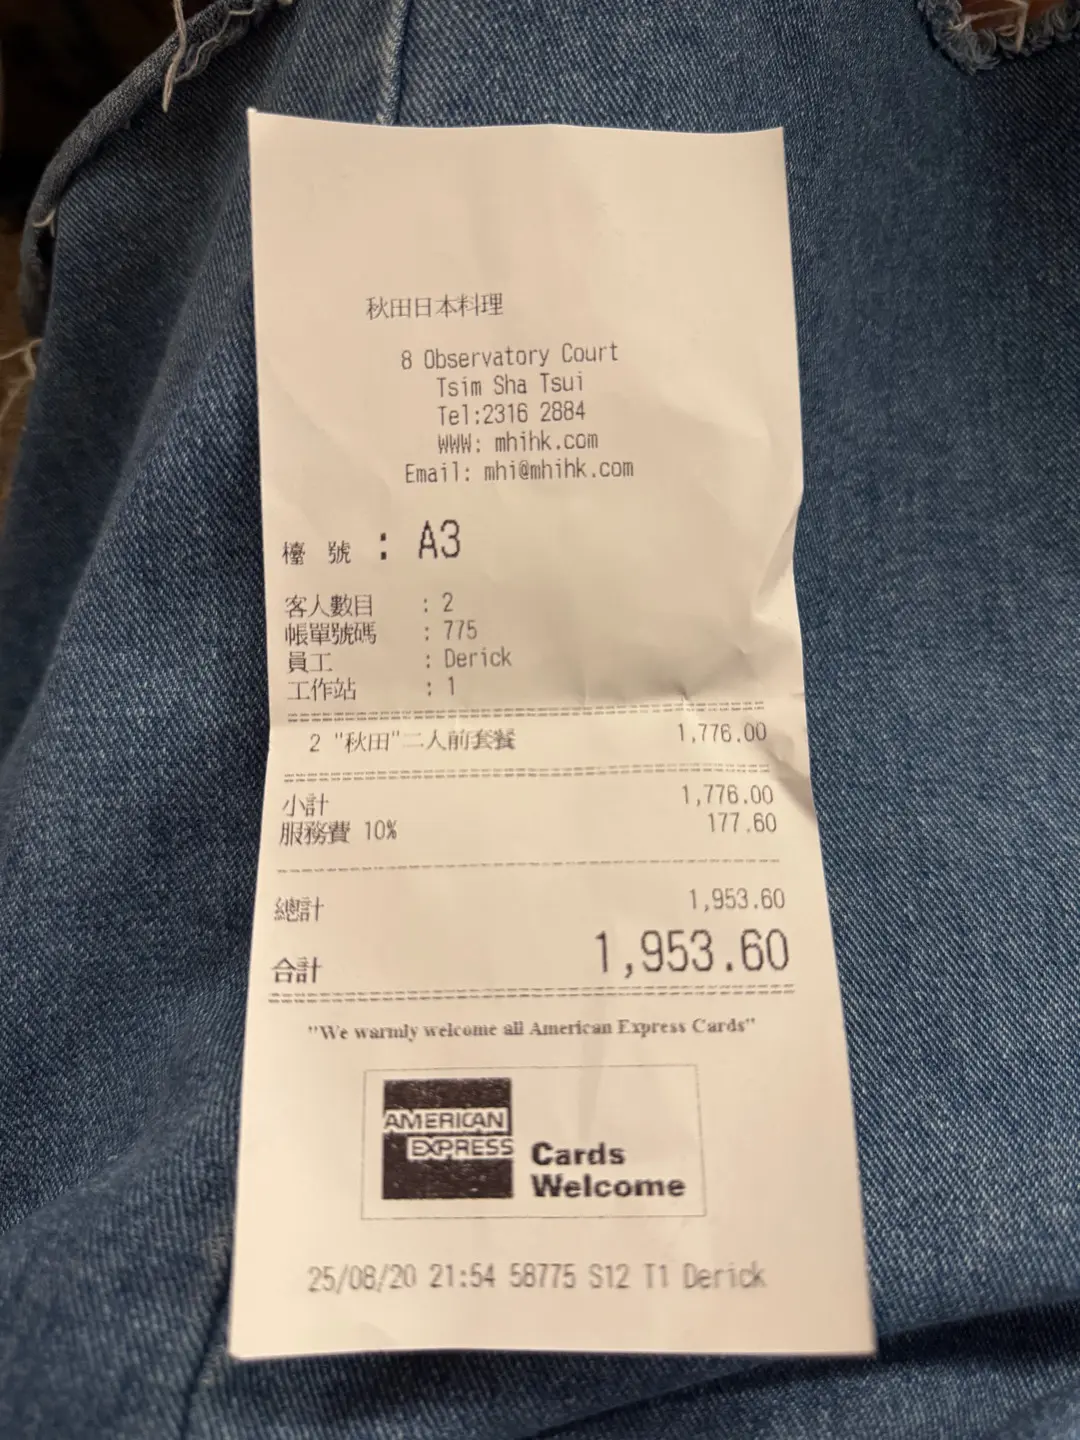 秋田日本料理
8 Observatory Court
Tsim Sha Tsui
Tel:2316 2884
WWW: mhihk.com
Email: mhi@mhihk.com
檯 號 : A3
客人數目 : 2
帳單號碼 : 775
員工 : Derick
工作站 : 1
2 "秋田"二人前套餐 1,776.00
小計 1,776.00
服務費 10% 177.60
總計 1,953.60
合計 1,953.60
"We warmly welcome all American Express Cards"
AMERICAN
EXPRESS
Cards
Welcome
25/08/20 21:54 58775 S12 T1 Derick